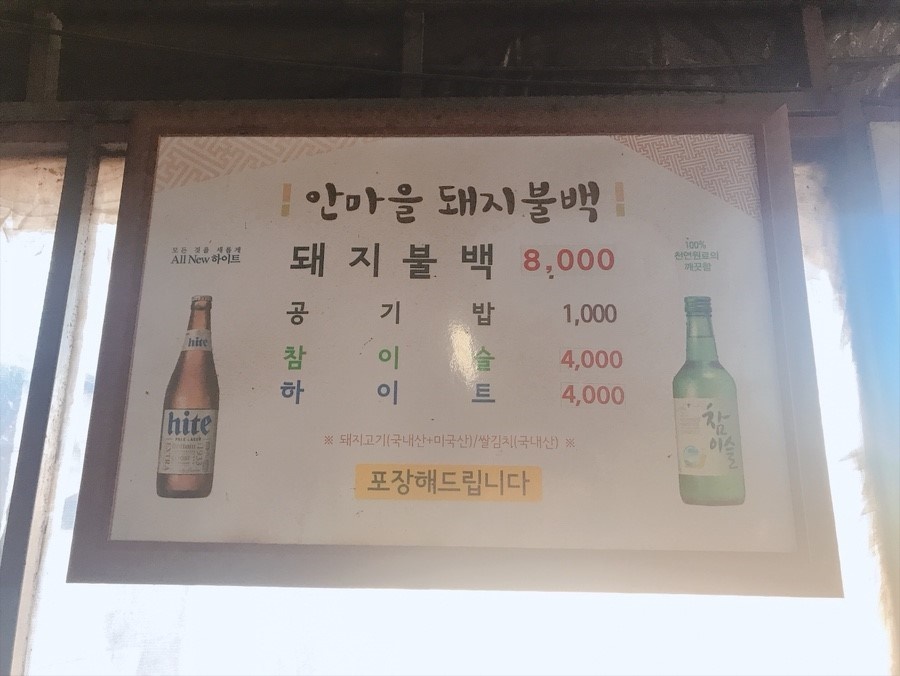 안마을 돼지불백
돼지불백 8,000
모든 것을 새롭게
All New 하이트
100%
천연원료의
깨끗함
공기밥 1,000
참이슬 4,000
하이트 4,000
hite
hite
참
이슬
※ 돼지고기(국내산+미국산)/쌀김치(국내산) ※
포장해드립니다